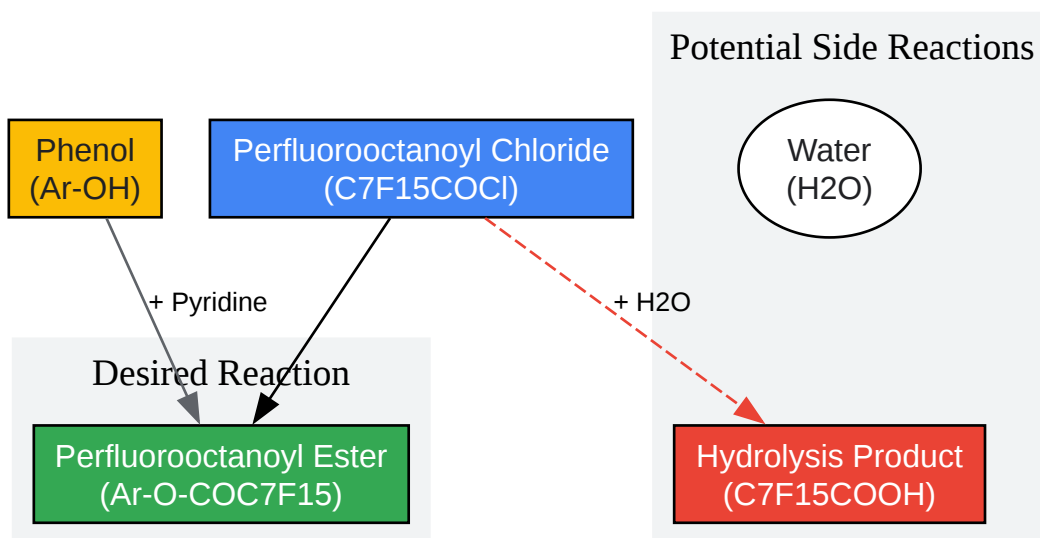 Potential Side Reactions
Phenol
(Ar-OH)
Perfluorooctanoyl Chloride
(C7F15COCl)
Water
(H2O)
+ Pyridine
+ H2O
Desired Reaction
Perfluorooctanoyl Ester
(Ar-O-COC7F15)
Hydrolysis Product
(C7F15COOH)